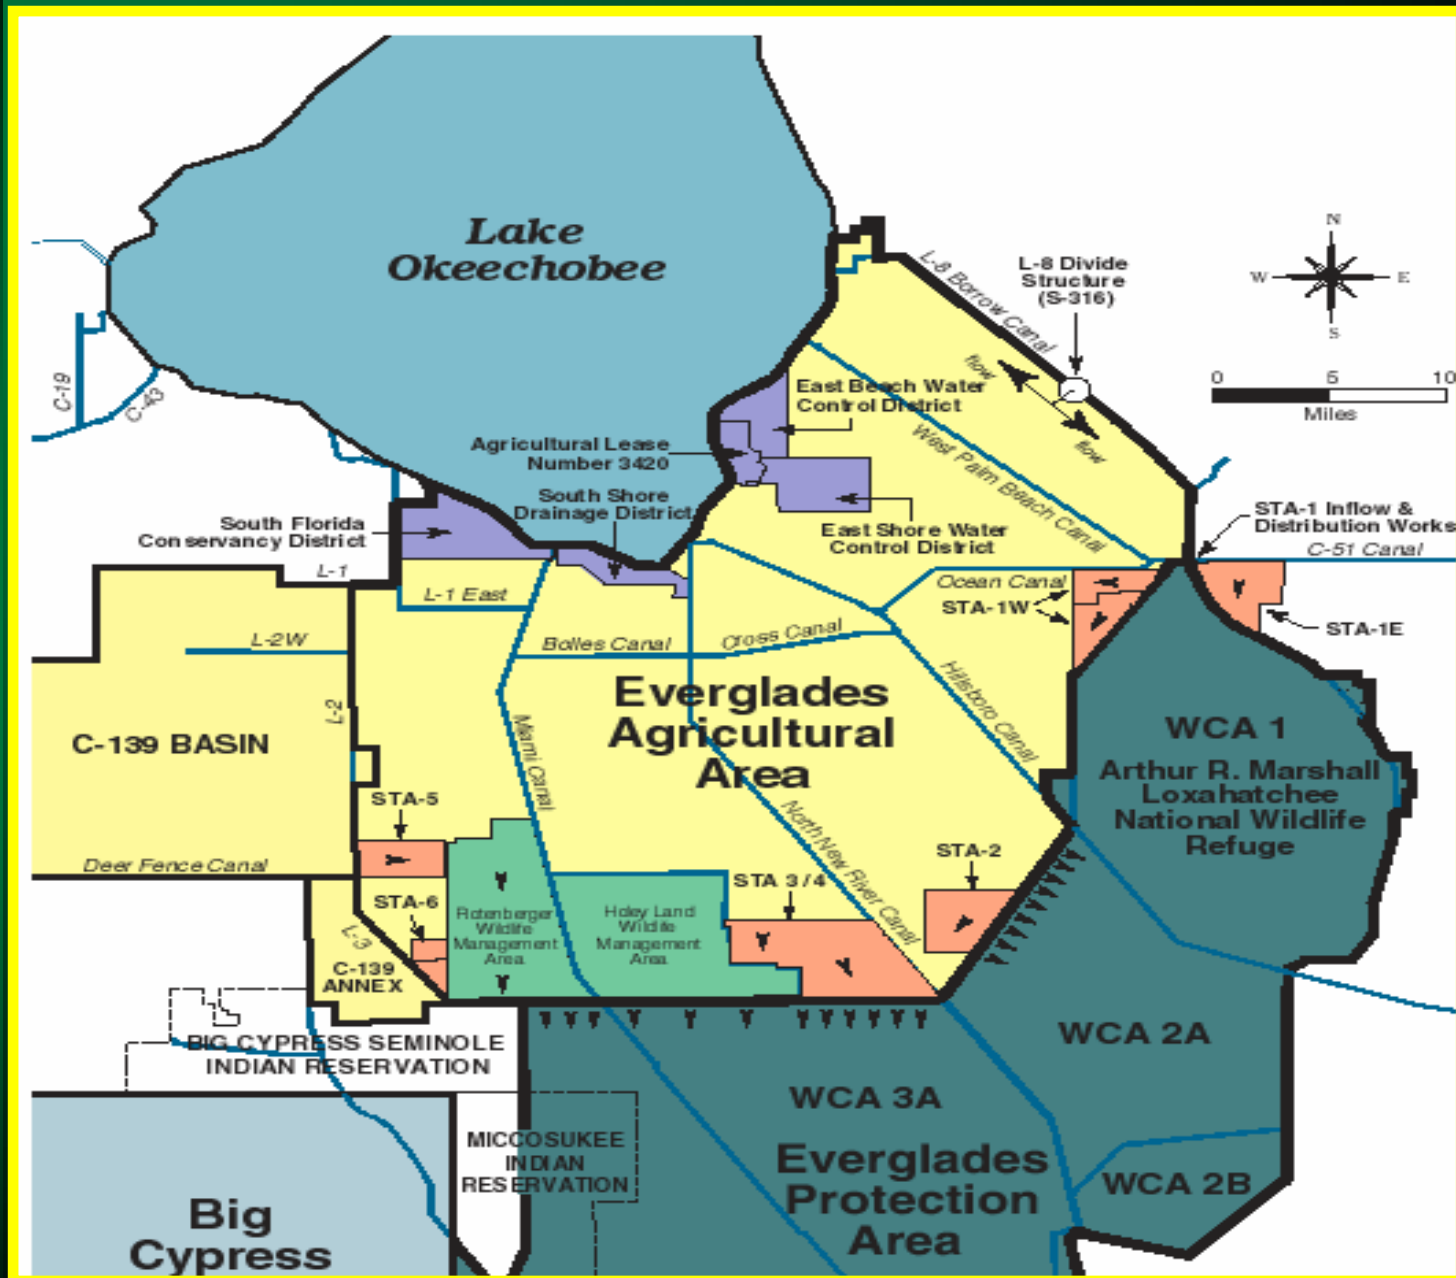 Lake
Okeechobee
N
W
E
S
L-8 Divide
Structure
(S-316)
L-8 Borrow Canal
flow
flow
0 5 10
Miles
C-19
C-43
East Beach Water
Control District
Agricultural Lease
Number 3420
West Palm Beach Canal
South Shore
Drainage District
South Florida
Conservancy District
East Shore Water
Control District
STA-1 Inflow &
Distribution Works
C-51 Canal
L-1
L-1 East
Ocean Canal
STA-1W
STA-1E
L-2W
Bolles Canal
Cross Canal
Hillsboro Canal
L-2
Everglades
Agricultural
Area
Miami Canal
C-139 BASIN
WCA 1
Arthur R. Marshall
Loxahatchee
National Wildlife
Refuge
STA-5
North New River Canal
Deer Fence Canal
STA-2
STA 3/4
STA-6
Rotenberger
Wildlife
Management
Area
Holey Land
Wildlife
Management
Area
L-3
C-139
ANNEX
BIG CYPRESS SEMINOLE
INDIAN RESERVATION
WCA 2A
WCA 3A
MICCOSUKEE
INDIAN
RESERVATION
Everglades
Protection
Area
WCA 2B
Big
Cypress